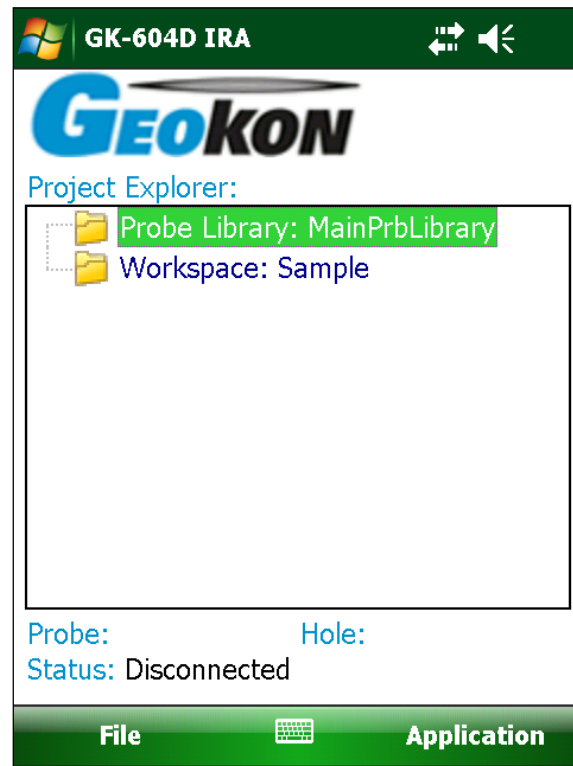 GK-604D IRA
GEOKON
Project Explorer:
Probe Library: MainPrbLibrary
Workspace: Sample
Probe: Hole:
Status: Disconnected
File Application